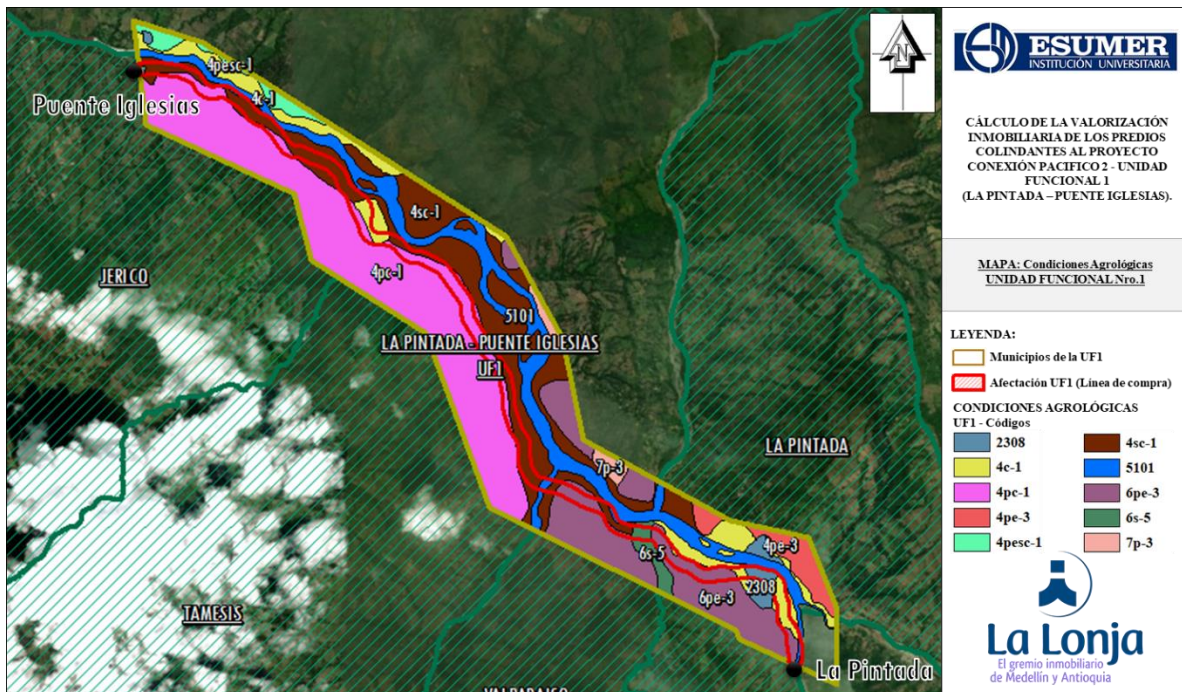 4pesc-1
Puente Iglesias
4c-1
4sc-1
JERICO
4pc-1
5101
LA PINTADA - PUENTE IGLESIAS
UF1
LA PINTADA
7p-3
4pe-3
6s-5
2308
6pe-3
TAMESIS
La Pintada
VALPARAISO
N
ESUMER
INSTITUCIÓN UNIVERSITARIA
CÁLCULO DE LA VALORIZACIÓN
INMOBILIARIA DE LOS PREDIOS
COLINDANTES AL PROYECTO
CONEXIÓN PACIFICO 2 - UNIDAD
FUNCIONAL 1
(LA PINTADA – PUENTE IGLESIAS).
MAPA: Condiciones Agrológicas
UNIDAD FUNCIONAL Nro.1
LEYENDA:
Municipios de la UF1
Afectación UF1 (Línea de compra)
CONDICIONES AGROLÓGICAS
UF1 - Códigos
2308
4c-1
4pc-1
4pe-3
4pesc-1
4sc-1
5101
6pe-3
6s-5
7p-3
La Lonja
El gremio inmobiliario
de Medellín y Antioquia